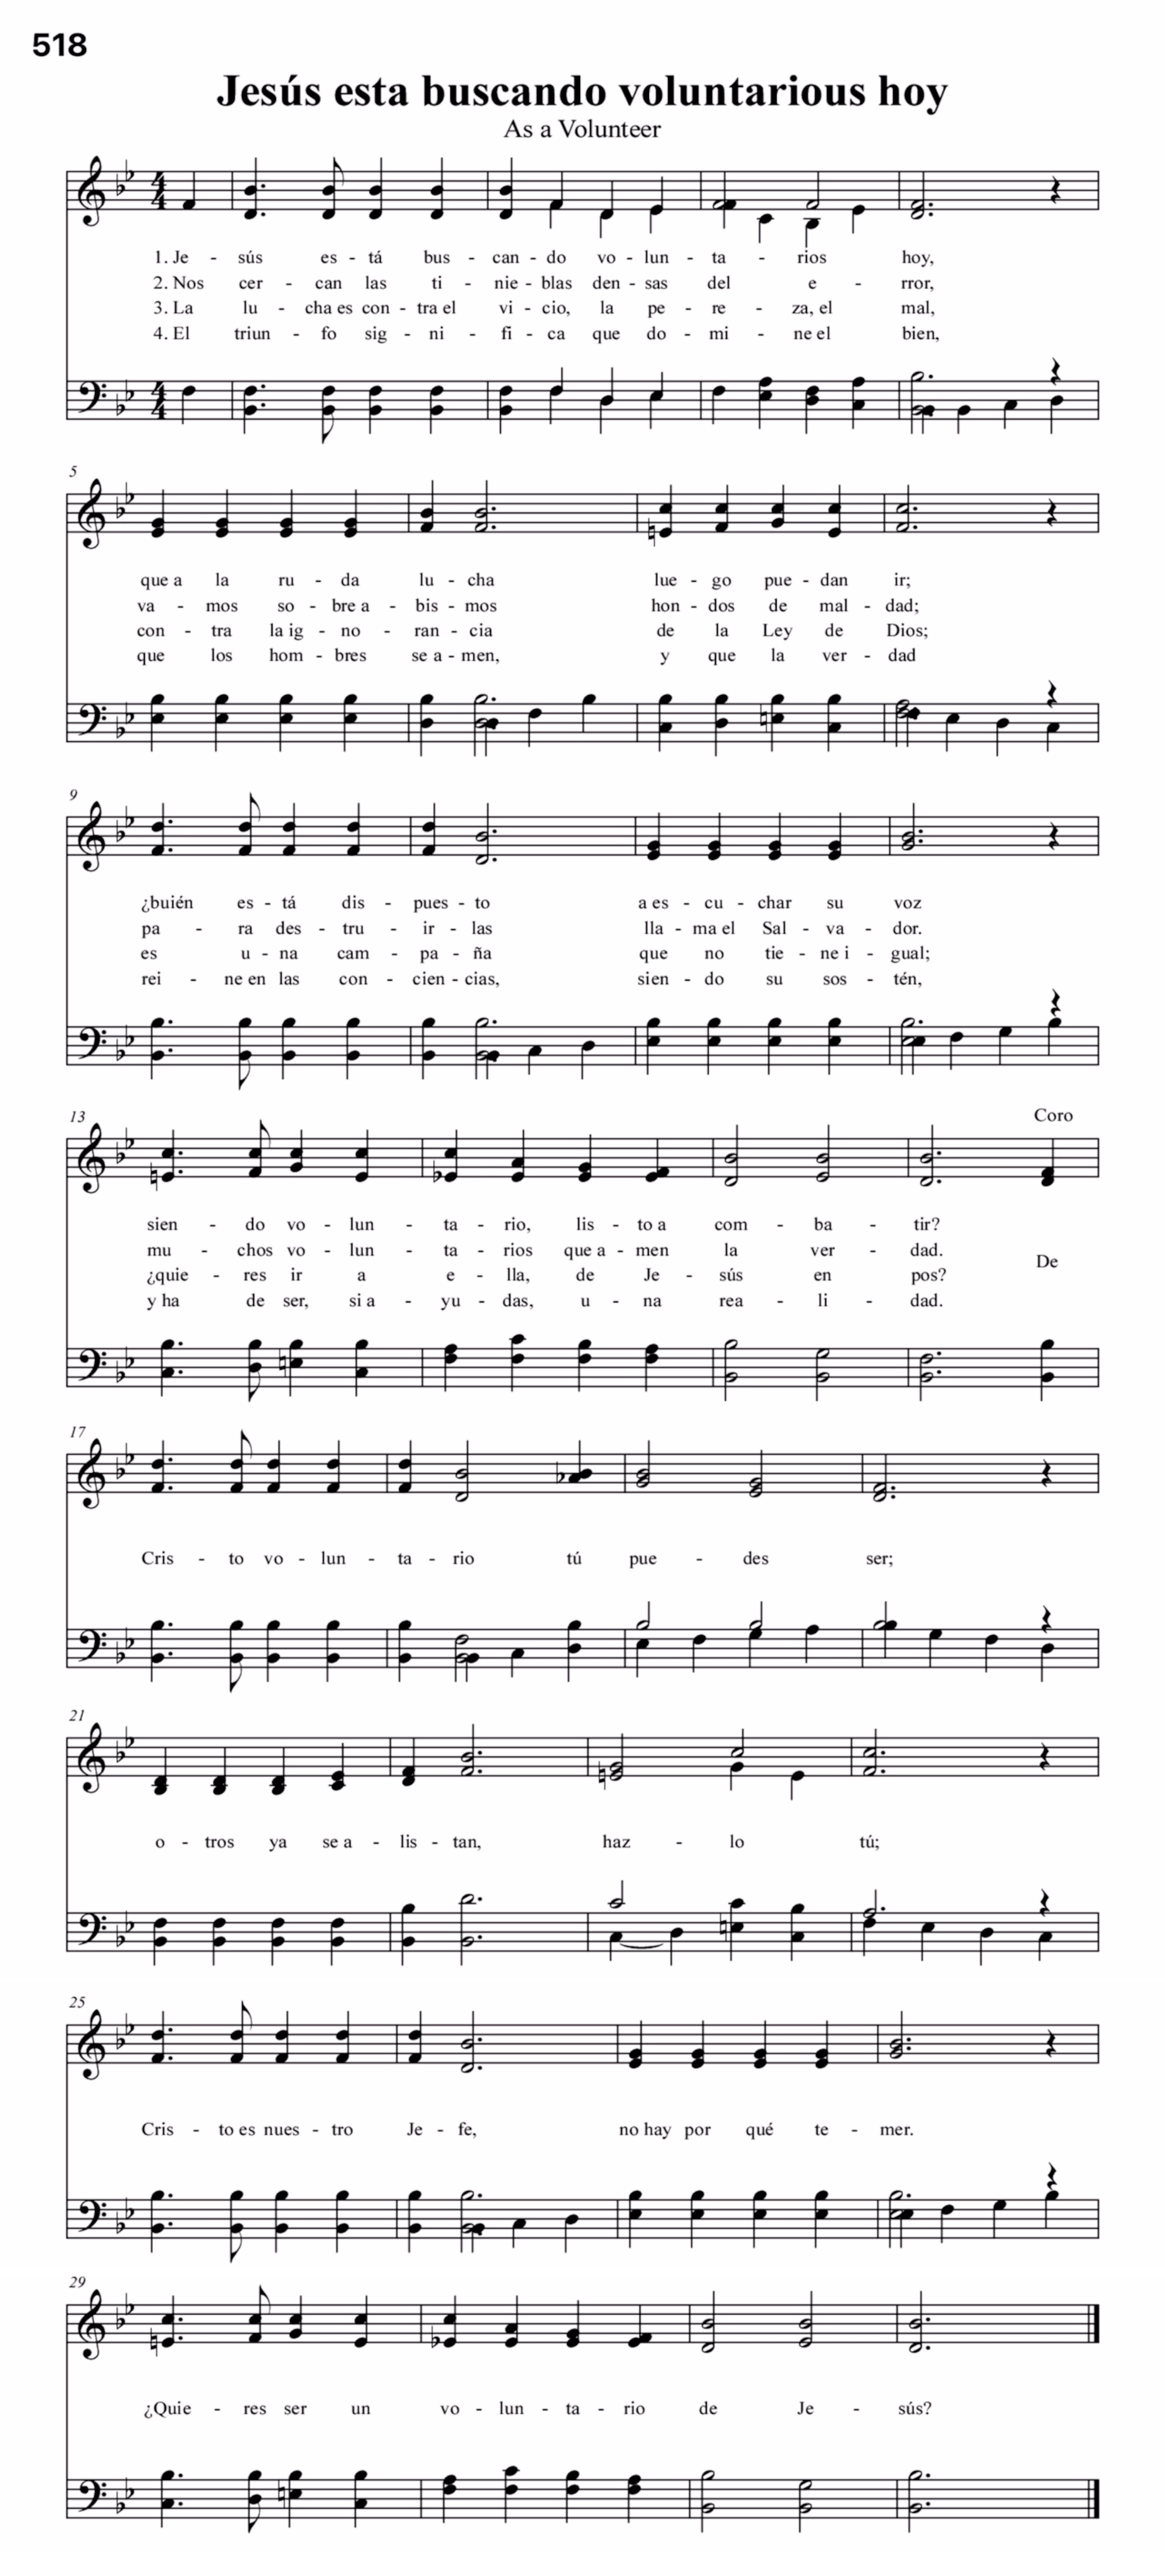 518
Jesús esta buscando voluntarious hoy
As a Volunteer
1. Je - sús es - tá bus - can - do vo - lun - ta - rios hoy,
2. Nos cer - can las ti - nie - blas den - sas del e - rror,
3. La lu - cha es con - tra el vi - cio, la pe - re - za, el mal,
4. El triun - fo sig - ni - fi - ca que do - mi - ne el bien,
5
que a la ru - da lu - cha lue - go pue - dan ir;
va - mos so - bre a - bis - mos hon - dos de mal - dad;
con - tra la ig - no - ran - cia de la Ley de Dios;
que los hom - bres se a - men, y que la ver - dad
9
¿buién es - tá dis - pues - to a es - cu - char su voz
pa - ra des - tru - ir - las lla - ma el Sal - va - dor.
es u - na cam - pa - ña que no tie - ne i - gual;
rei - ne en las con - cien - cias, sien - do su sos - tén,
13
Coro
sien - do vo - lun - ta - rio, lis - to a com - ba - tir?
mu - chos vo - lun - ta - rios que a - men la ver - dad.
¿quie - res ir a e - lla, de Je - sús en pos? De
y ha de ser, si a - yu - das, u - na rea - li - dad.
17
Cris - to vo - lun - ta - rio tú pue - des ser;
21
o - tros ya se a - lis - tan, haz - lo tú;
25
Cris - to es nues - tro Je - fe, no hay por qué te - mer.
29
¿Quie - res ser un vo - lun - ta - rio de Je - sús?